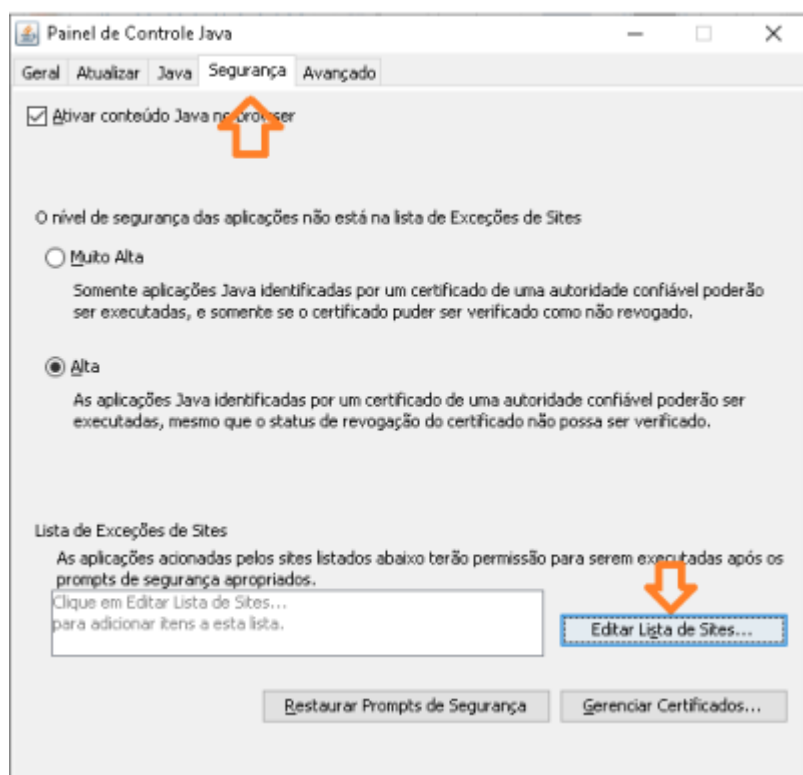 Painel de Controle Java
Geral Atualizar Java Segurança Avançado
Ativar conteúdo Java no browser
O nível de segurança das aplicações não está na lista de Exceções de Sites
Muito Alta
Somente aplicações Java identificadas por um certificado de uma autoridade confiável poderão
ser executadas, e somente se o certificado puder ser verificado como não revogado.
Alta
As aplicações Java identificadas por um certificado de uma autoridade confiável poderão ser
executadas, mesmo que o status de revogação do certificado não possa ser verificado.
Lista de Exceções de Sites
As aplicações acionadas pelos sites listados abaixo terão permissão para serem executadas após os
prompts de segurança apropriados.
Clique em Editar Lista de Sites...
para adicionar itens a esta lista.
Editar Lista de Sites...
Restaurar Prompts de Segurança Gerenciar Certificados...